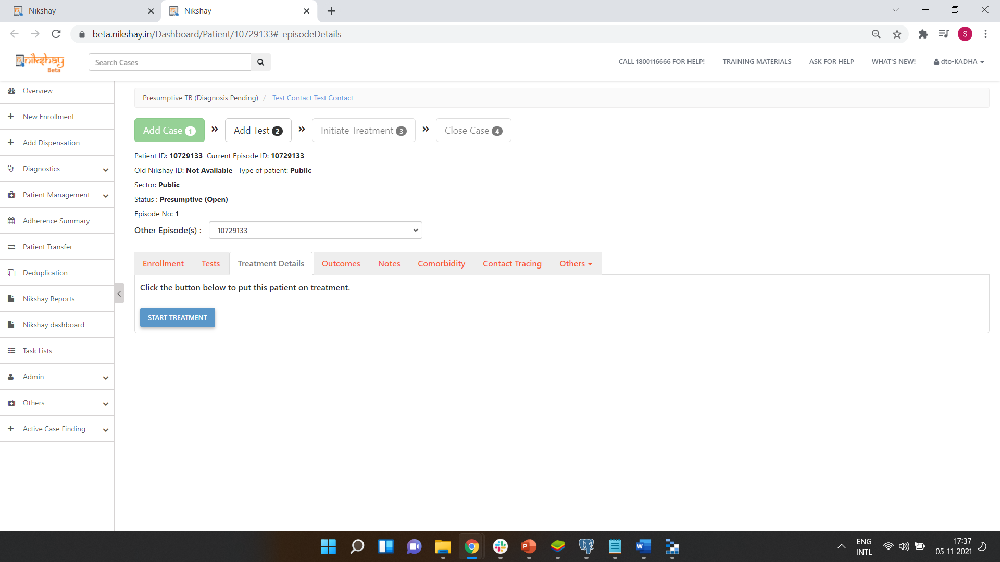 Nikshay
Nikshay
beta.nikshay.in/Dashboard/Patient/10729133#_episodeDetails
S
nikshay
Beta
Search Cases
CALL 1800116666 FOR HELP! TRAINING MATERIALS ASK FOR HELP WHAT'S NEW! dto-KADHA
Overview
New Enrollment
Add Dispensation
Diagnostics
Patient Management
Adherence Summary
Patient Transfer
Deduplication
Nikshay Reports
Nikshay dashboard
Task Lists
Admin
Others
Active Case Finding
Presumptive TB (Diagnosis Pending) / Test Contact Test Contact
Add Case 1 » Add Test 2 » Initiate Treatment 3 » Close Case 4
Patient ID: 10729133 Current Episode ID: 10729133
Old Nikshay ID: Not Available Type of patient: Public
Sector: Public
Status : Presumptive (Open)
Episode No: 1
Other Episode(s) : 10729133
Enrollment Tests Treatment Details Outcomes Notes Comorbidity Contact Tracing Others
Click the button below to put this patient on treatment.
START TREATMENT
ENG
INTL
17:37
05-11-2021